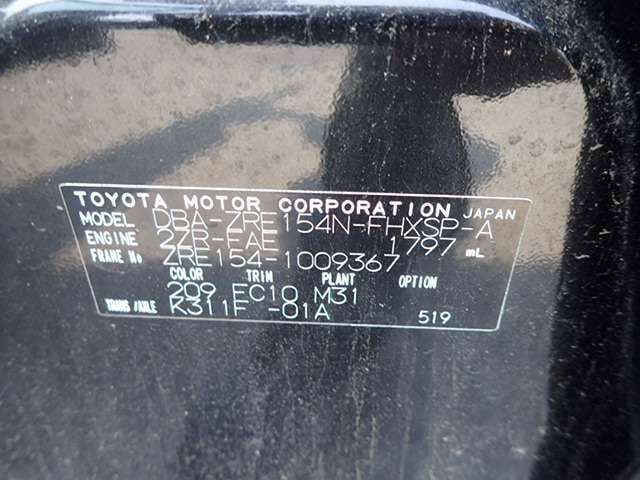 TOYOTA MOTOR CORPORATION JAPAN
MODEL DBA-ZRE154N-FHXSP-A
ENGINE 2ZR-FAE 1797 mL
FRAME No ZRE154-1009367
COLOR TRIM PLANT OPTION
209 FC10 M31
TRANS/AXLE K311F -01A
519